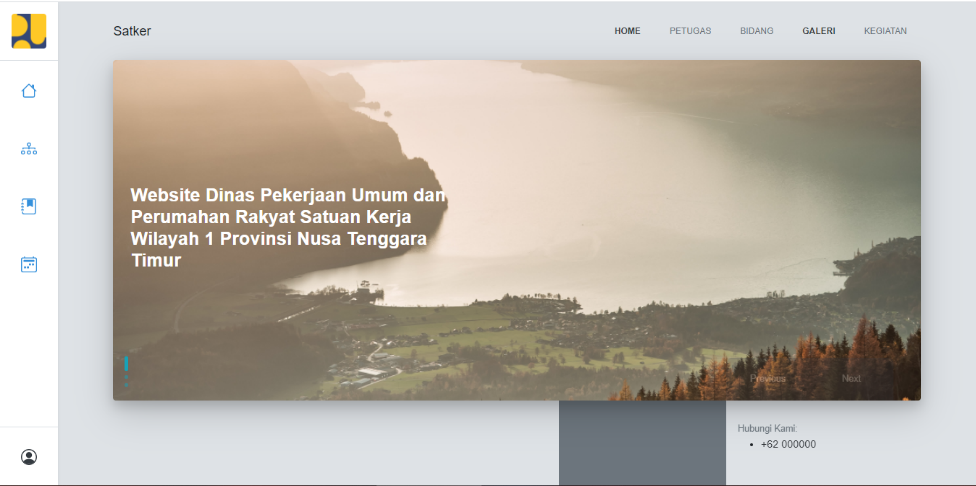 Satker
HOME PETUGAS BIDANG GALERI KEGIATAN
Website Dinas Pekerjaan Umum dan
Perumahan Rakyat Satuan Kerja
Wilayah 1 Provinsi Nusa Tenggara
Timur
Previous Next
Hubungi Kami:
+62 000000